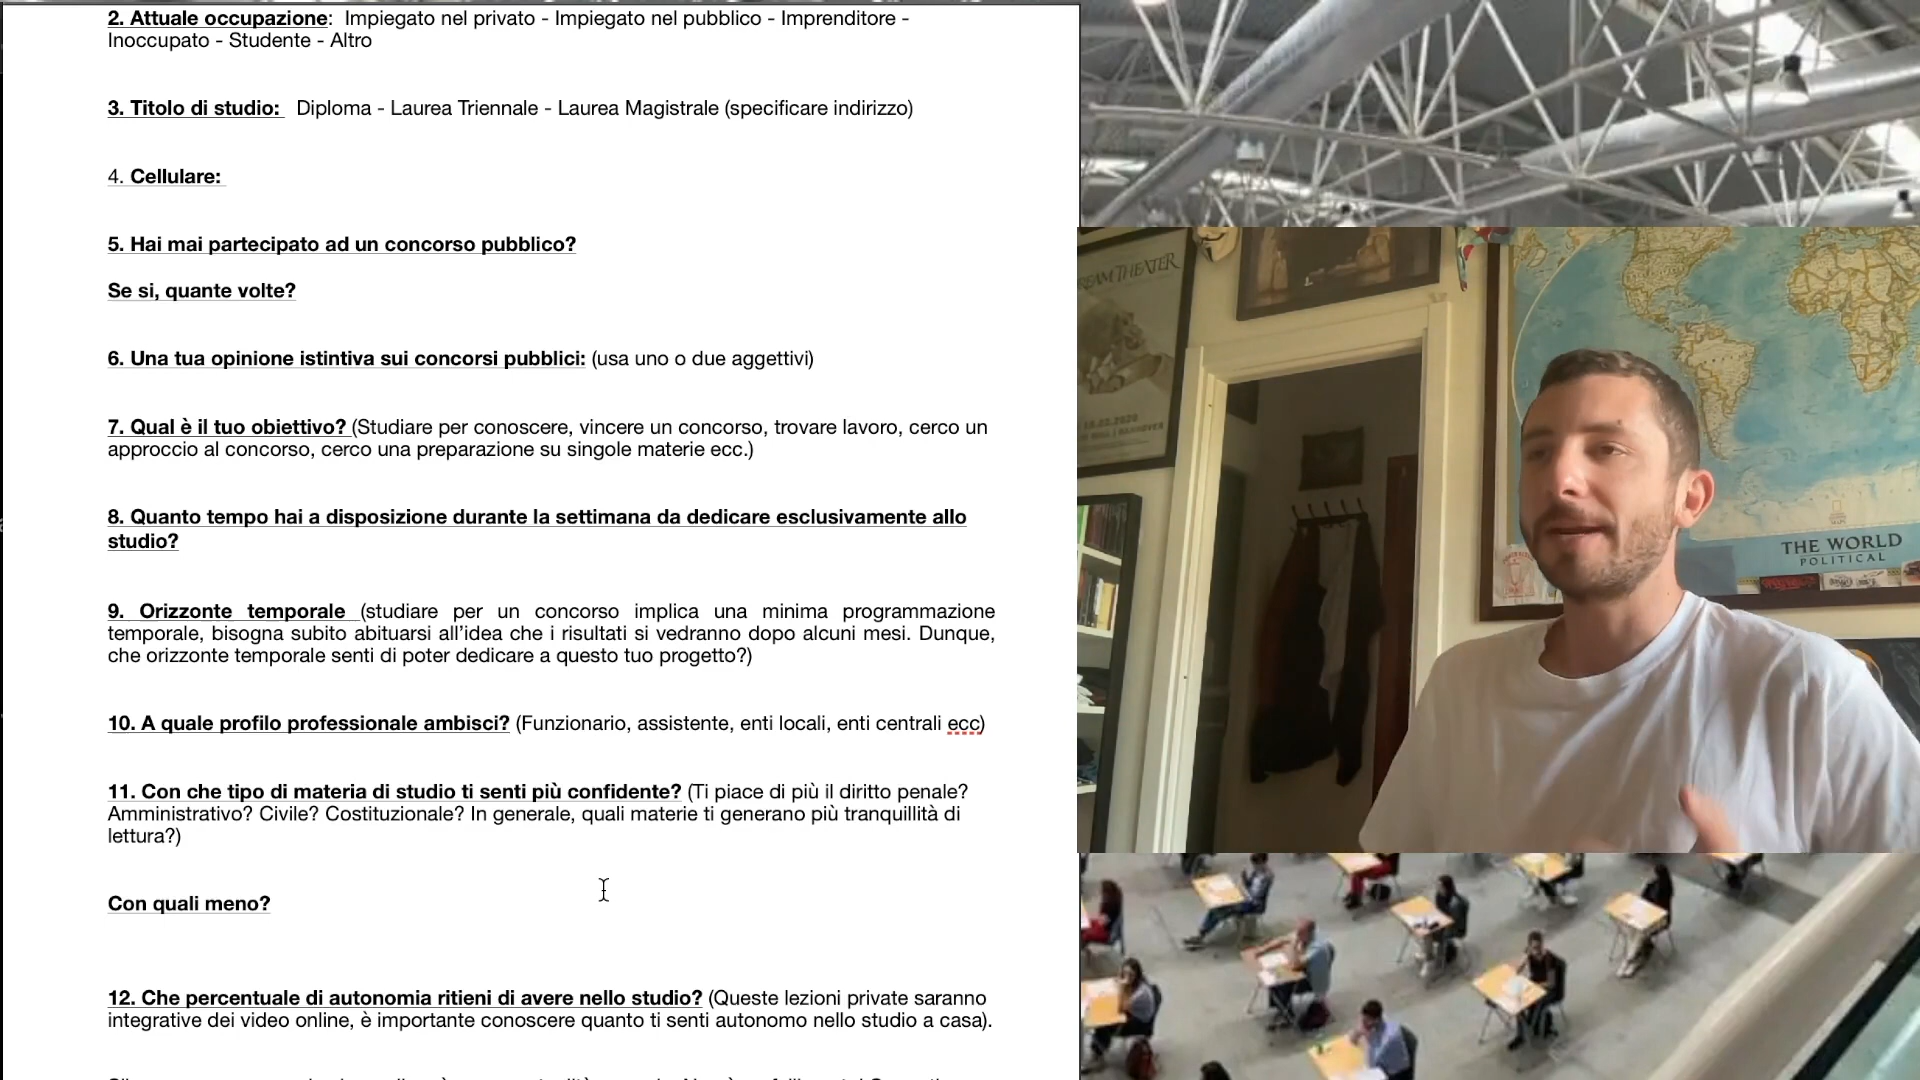 2. Attuale occupazione: Impiegato nel privato - Impiegato nel pubblico - Imprenditore -
Inoccupato - Studente - Altro
3. Titolo di studio: Diploma - Laurea Triennale - Laurea Magistrale (specificare indirizzo)
4. Cellulare:
5. Hai mai partecipato ad un concorso pubblico?
Se si, quante volte?
6. Una tua opinione istintiva sui concorsi pubblici: (usa uno o due aggettivi)
7. Qual è il tuo obiettivo? (Studiare per conoscere, vincere un concorso, trovare lavoro, cerco un
approccio al concorso, cerco una preparazione su singole materie ecc.)
8. Quanto tempo hai a disposizione durante la settimana da dedicare esclusivamente allo
studio?
9. Orizzonte temporale (studiare per un concorso implica una minima programmazione
temporale, bisogna subito abituarsi all’idea che i risultati si vedranno dopo alcuni mesi. Dunque,
che orizzonte temporale senti di poter dedicare a questo tuo progetto?)
10. A quale profilo professionale ambisci? (Funzionario, assistente, enti locali, enti centrali ecc)
11. Con che tipo di materia di studio ti senti più confidente? (Ti piace di più il diritto penale?
Amministrativo? Civile? Costituzionale? In generale, quali materie ti generano più tranquillità di
lettura?)
Con quali meno?
12. Che percentuale di autonomia ritieni di avere nello studio? (Queste lezioni private saranno
integrative dei video online, è importante conoscere quanto ti senti autonomo nello studio a casa).
THEATER
THE WORLD
POLITICAL